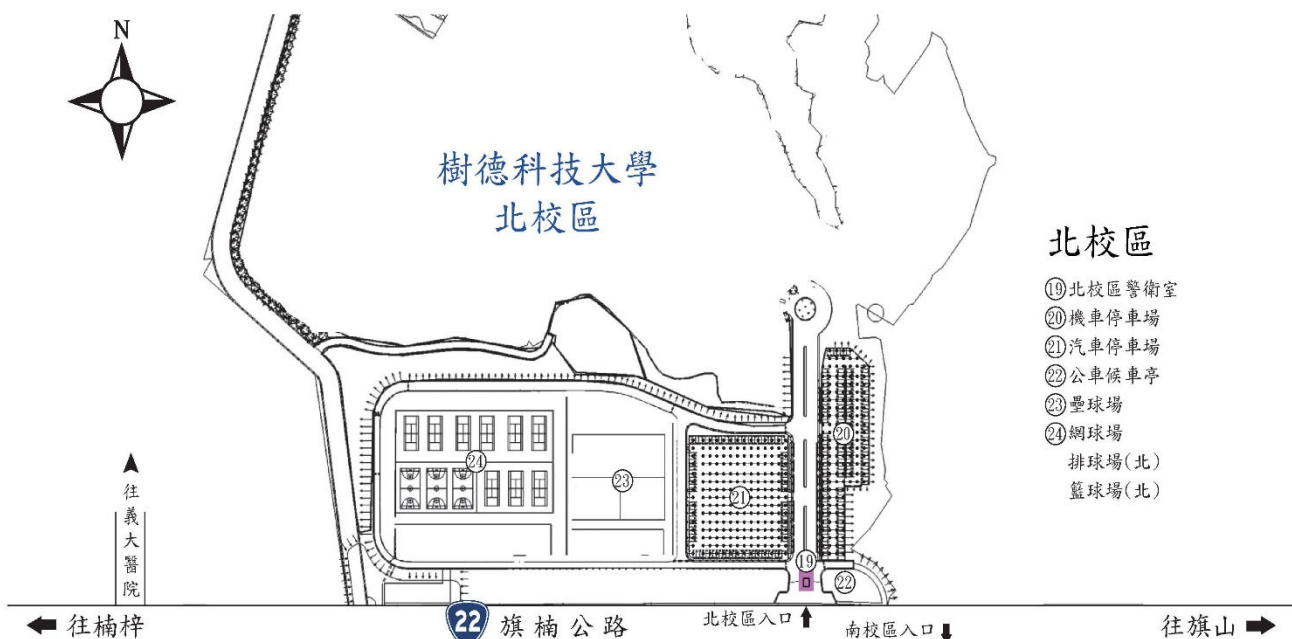 N
樹德科技大學
北校區
北校區
⑲北校區警衛室
⑳機車停車場
㉑汽車停車場
㉒公車候車亭
㉓壘球場
㉔網球場
排球場(北)
籃球場(北)
⑳
㉔
㉓
㉑
往義大醫院
⑲
㉒
往楠梓
22
旗楠公路
北校區入口
南校區入口
往旗山